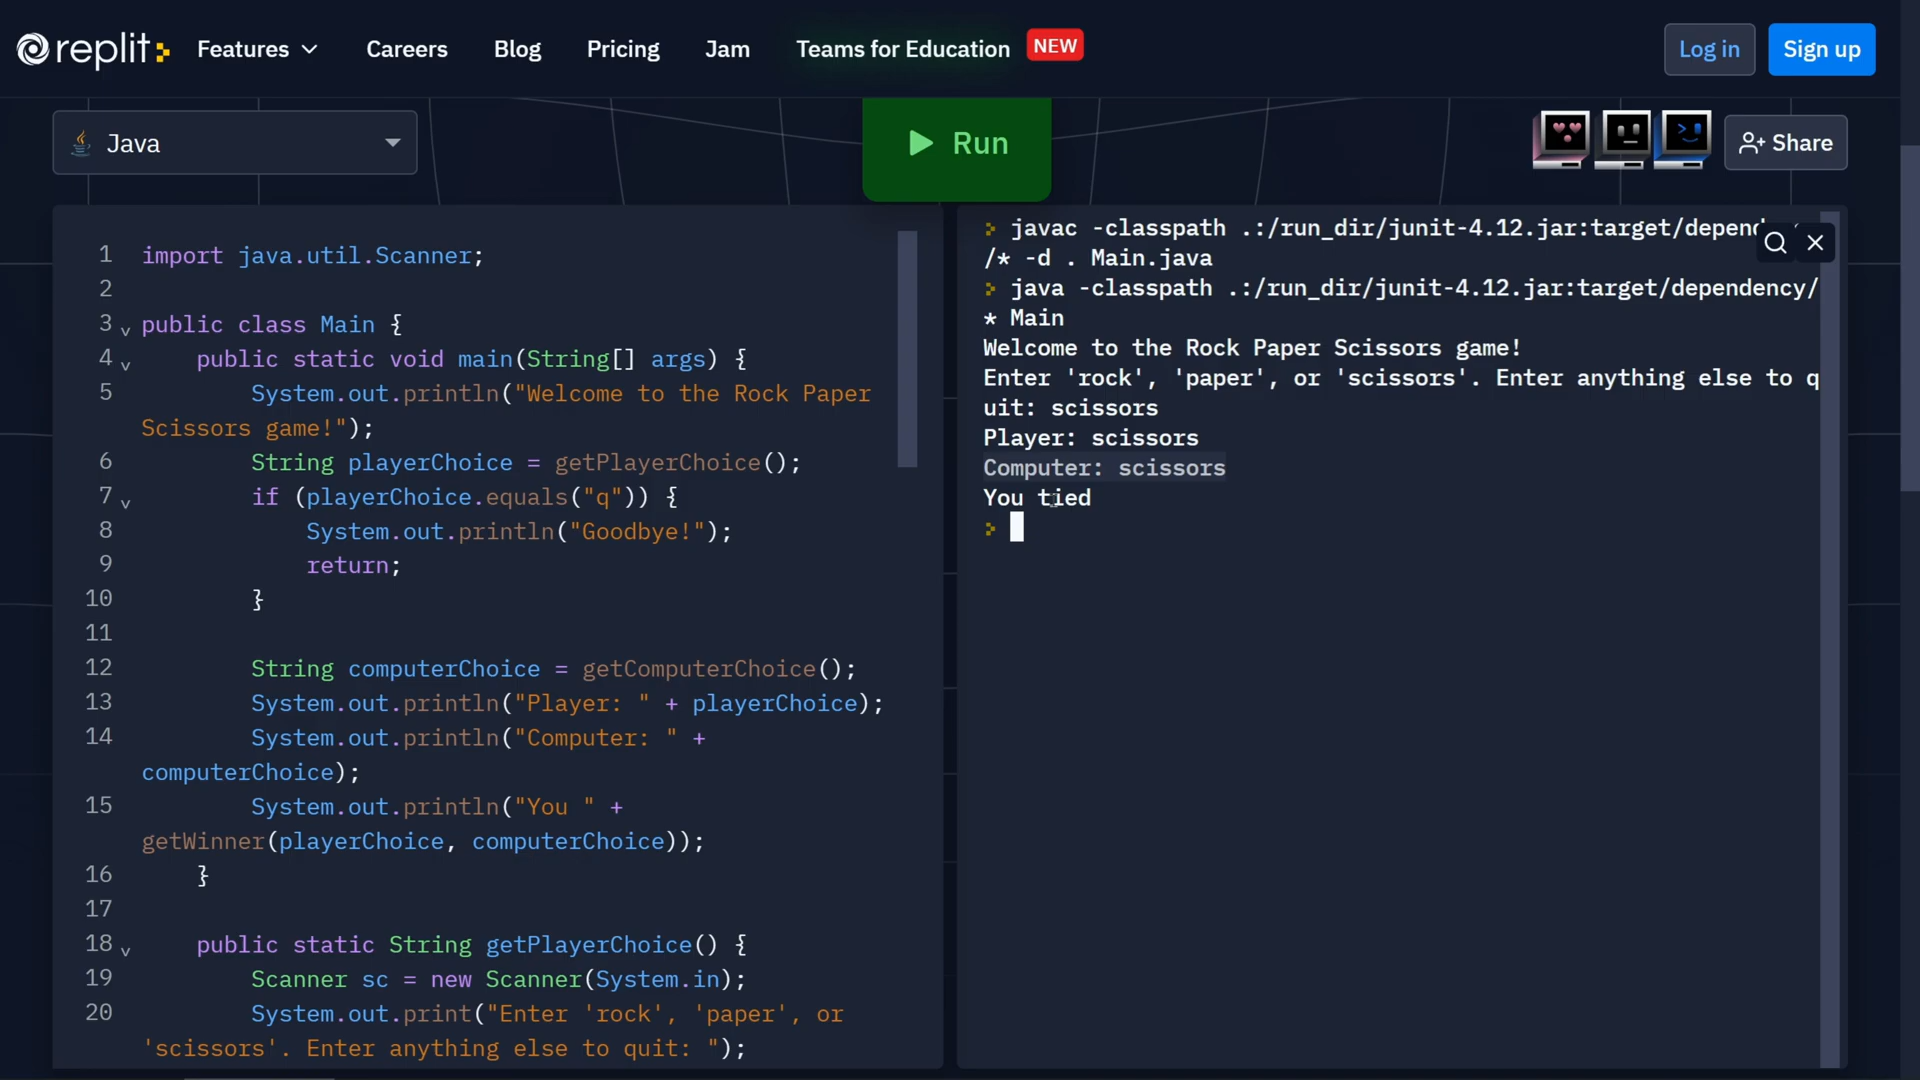 replit
Features
Careers
Blog
Pricing
Jam
Teams for Education
NEW
Log in
Sign up
Java
Run
Share
1 import java.util.Scanner;
2
3 public class Main {
4     public static void main(String[] args) {
5         System.out.println("Welcome to the Rock Paper
Scissors game!");
6         String playerChoice = getPlayerChoice();
7         if (playerChoice.equals("q")) {
8             System.out.println("Goodbye!");
9             return;
10         }
11
12         String computerChoice = getComputerChoice();
13         System.out.println("Player: " + playerChoice);
14         System.out.println("Computer: " +
computerChoice);
15         System.out.println("You " +
getWinner(playerChoice, computerChoice));
16     }
17
18     public static String getPlayerChoice() {
19         Scanner sc = new Scanner(System.in);
20         System.out.print("Enter 'rock', 'paper', or
'scissors'. Enter anything else to quit: ");
> javac -classpath .:/run_dir/junit-4.12.jar:target/depend
/* -d . Main.java
> java -classpath .:/run_dir/junit-4.12.jar:target/dependency/
* Main
Welcome to the Rock Paper Scissors game!
Enter 'rock', 'paper', or 'scissors'. Enter anything else to q
uit: scissors
Player: scissors
Computer: scissors
You tied
>